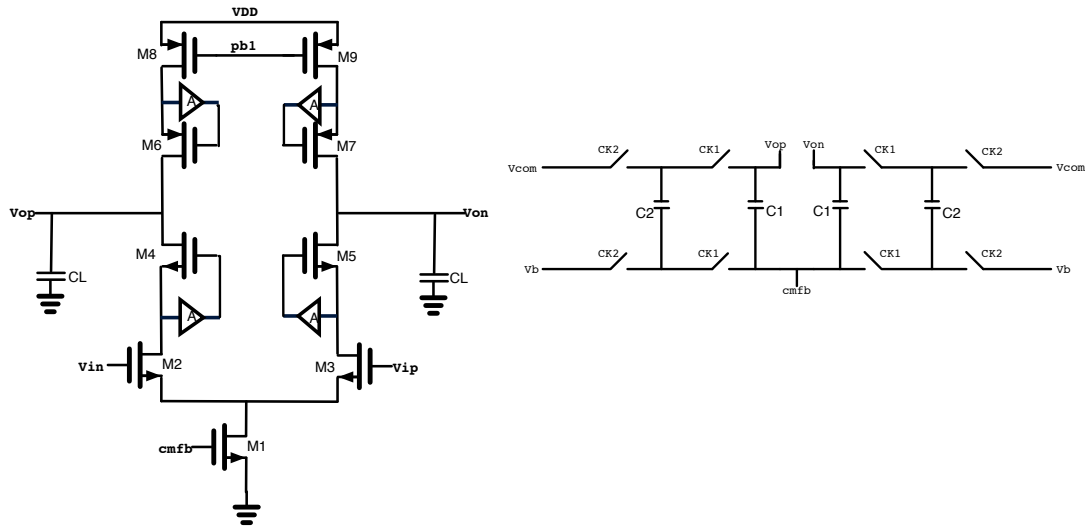 VDD
M8
pb1
M9
A
A
M6
M7
Vop
Von
CL
CL
M4
M5
A
A
Vin
M2
M3
Vip
cmfb
M1
Vop
Von
CK2
CK1
CK1
CK2
Vcom
Vcom
C2
C1
C1
C2
CK2
CK1
CK1
CK2
Vb
Vb
cmfb